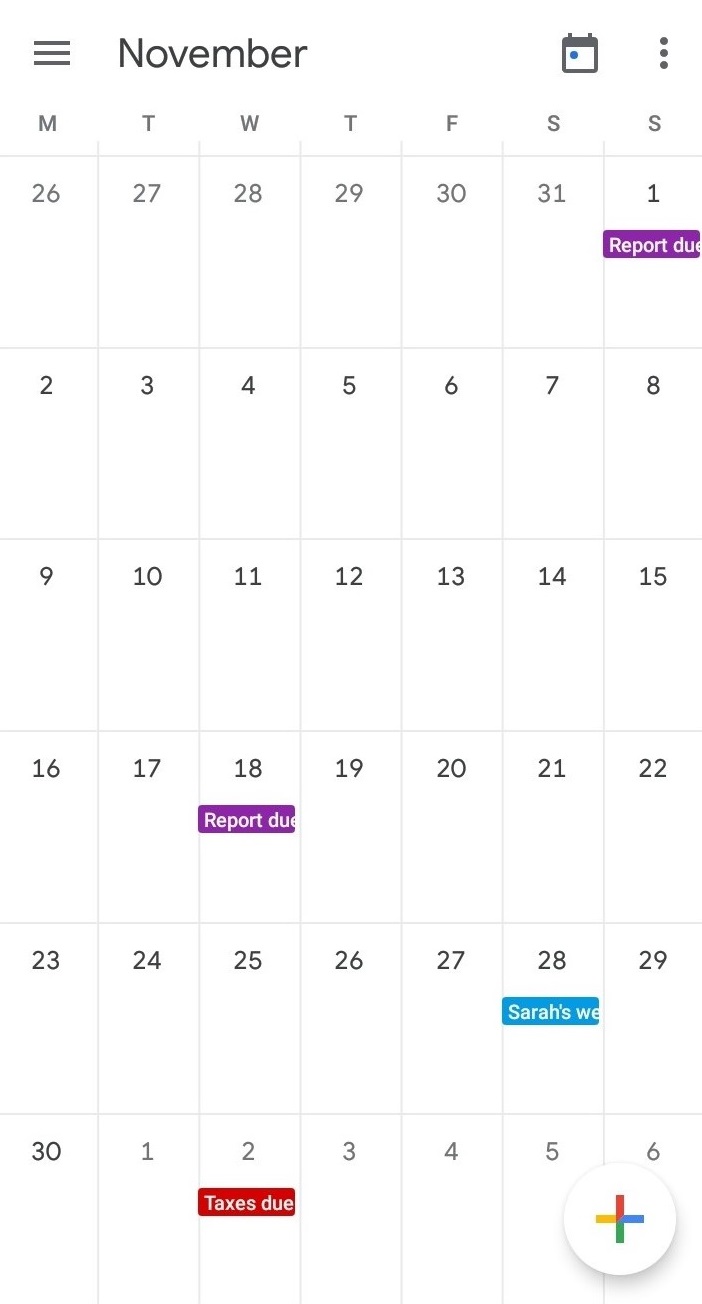 November
M T W T F S S
26 27 28 29 30 31 1
Report due
2 3 4 5 6 7 8
9 10 11 12 13 14 15
16 17 18 19 20 21 22
Report due
23 24 25 26 27 28 29
Sarah's we
30 1 2 3 4 5 6
Taxes due